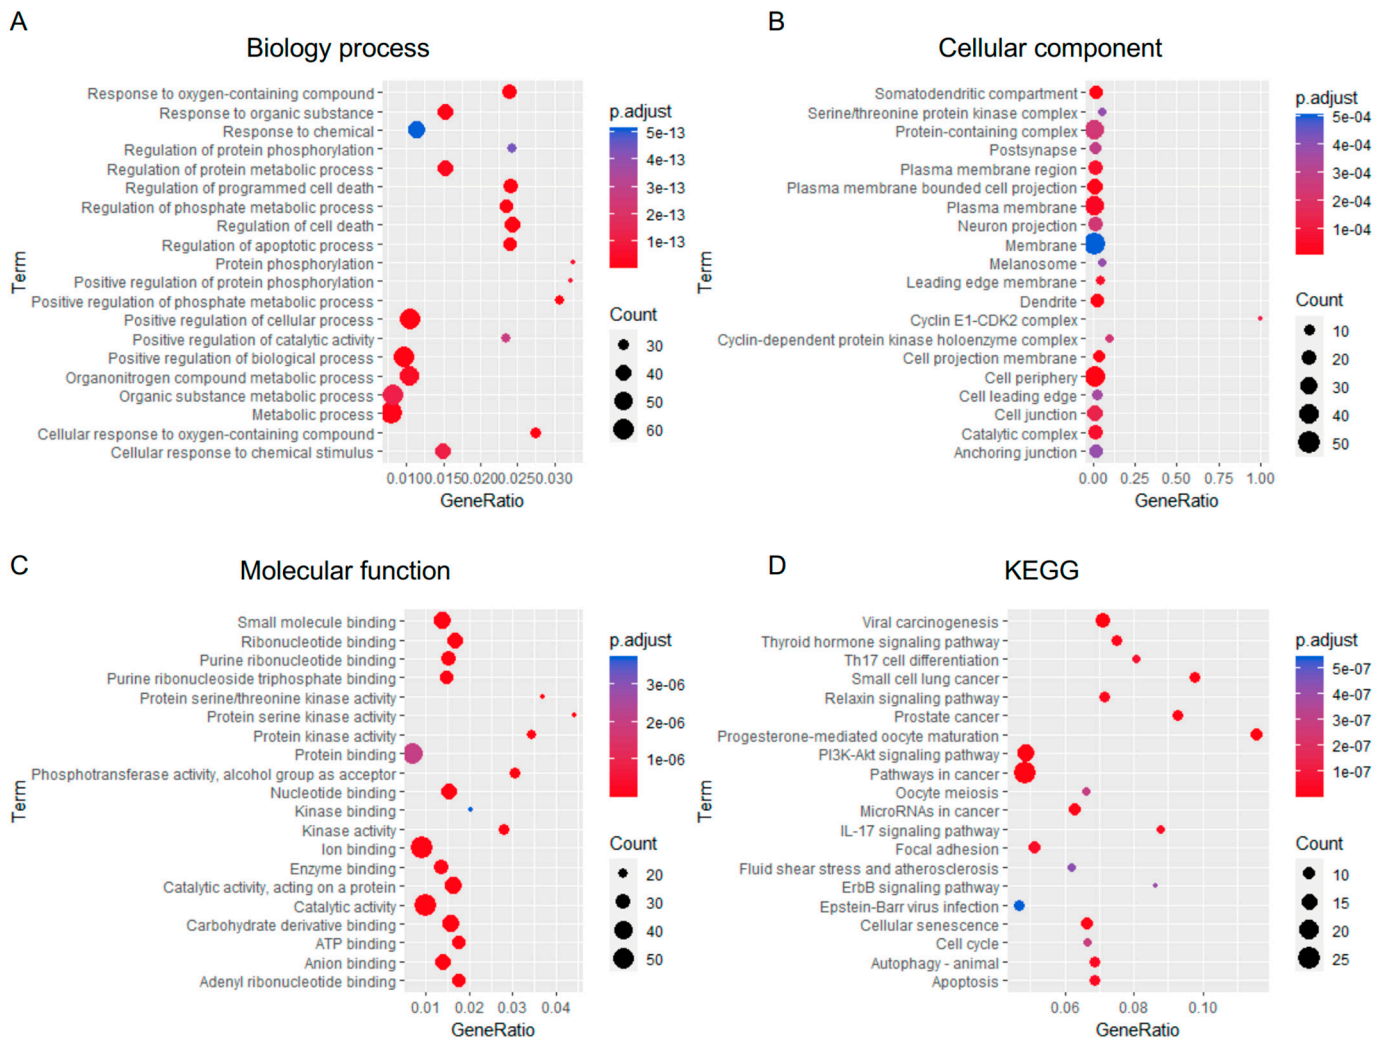 A
Biology process
Response to oxygen-containing compound
Response to organic substance
Response to chemical
Regulation of protein phosphorylation
Regulation of protein metabolic process
Regulation of programmed cell death
Regulation of phosphate metabolic process
Regulation of cell death
Regulation of apoptotic process
Protein phosphorylation
Positive regulation of protein phosphorylation
Positive regulation of phosphate metabolic process
Positive regulation of cellular process
Positive regulation of catalytic activity
Positive regulation of biological process
Organonitrogen compound metabolic process
Organic substance metabolic process
Metabolic process
Cellular response to oxygen-containing compound
Cellular response to chemical stimulus
Term
0.010 0.015 0.020 0.025 0.030
GeneRatio
p.adjust
5e-13
4e-13
3e-13
2e-13
1e-13
Count
30
40
50
60
B
Cellular component
Somatodendritic compartment
Serine/threonine protein kinase complex
Protein-containing complex
Postsynapse
Plasma membrane region
Plasma membrane bounded cell projection
Plasma membrane
Neuron projection
Membrane
Melanosome
Leading edge membrane
Dendrite
Cyclin E1-CDK2 complex
Cyclin-dependent protein kinase holoenzyme complex
Cell projection membrane
Cell periphery
Cell leading edge
Cell junction
Catalytic complex
Anchoring junction
Term
0.00 0.25 0.50 0.75 1.00
GeneRatio
p.adjust
5e-04
4e-04
3e-04
2e-04
1e-04
Count
10
20
30
40
50
C
Molecular function
Small molecule binding
Ribonucleotide binding
Purine ribonucleotide binding
Purine ribonucleoside triphosphate binding
Protein serine/threonine kinase activity
Protein serine kinase activity
Protein kinase activity
Protein binding
Phosphotransferase activity, alcohol group as acceptor
Nucleotide binding
Kinase binding
Kinase activity
Ion binding
Enzyme binding
Catalytic activity, acting on a protein
Catalytic activity
Carbohydrate derivative binding
ATP binding
Anion binding
Adenyl ribonucleotide binding
Term
0.01 0.02 0.03 0.04
GeneRatio
p.adjust
3e-06
2e-06
1e-06
Count
20
30
40
50
D
KEGG
Viral carcinogenesis
Thyroid hormone signaling pathway
Th17 cell differentiation
Small cell lung cancer
Relaxin signaling pathway
Prostate cancer
Progesterone-mediated oocyte maturation
PI3K-Akt signaling pathway
Pathways in cancer
Oocyte meiosis
MicroRNAs in cancer
IL-17 signaling pathway
Focal adhesion
Fluid shear stress and atherosclerosis
ErbB signaling pathway
Epstein-Barr virus infection
Cellular senescence
Cell cycle
Autophagy - animal
Apoptosis
Term
0.06 0.08 0.10
GeneRatio
p.adjust
5e-07
4e-07
3e-07
2e-07
1e-07
Count
10
15
20
25